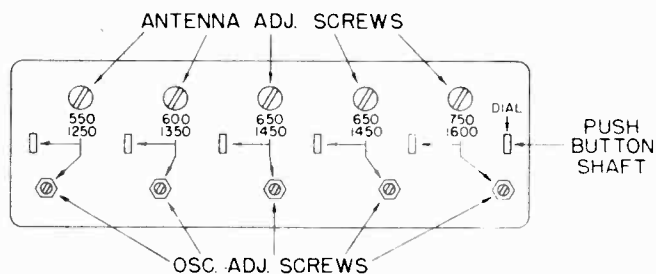 ANTENNA ADJ. SCREWS
550 600 650 650 750
1250 1350 1450 1450 1600
DIAL
PUSH
BUTTON
SHAFT
OSC. ADJ. SCREWS